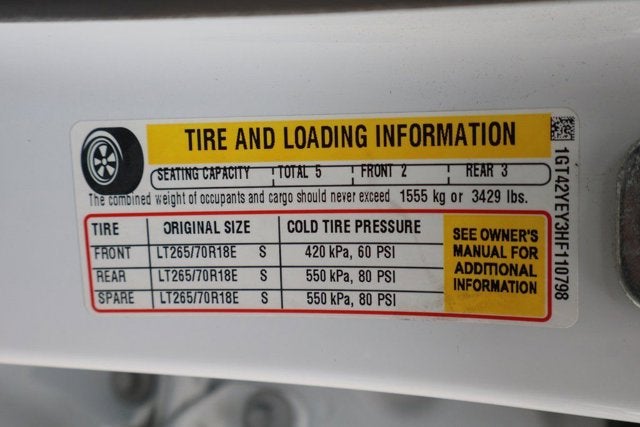 TIRE AND LOADING INFORMATION
SEATING CAPACITY TOTAL 5 FRONT 2 REAR 3
The combined weight of occupants and cargo should never exceed 1555 kg or 3429 lbs.
TIRE ORIGINAL SIZE COLD TIRE PRESSURE
FRONT LT265/70R18E S 420 kPa, 60 PSI
REAR LT265/70R18E S 550 kPa, 80 PSI
SPARE LT265/70R18E S 550 kPa, 80 PSI
SEE OWNER'S
MANUAL FOR
ADDITIONAL
INFORMATION
1GT42YEY3HF110798